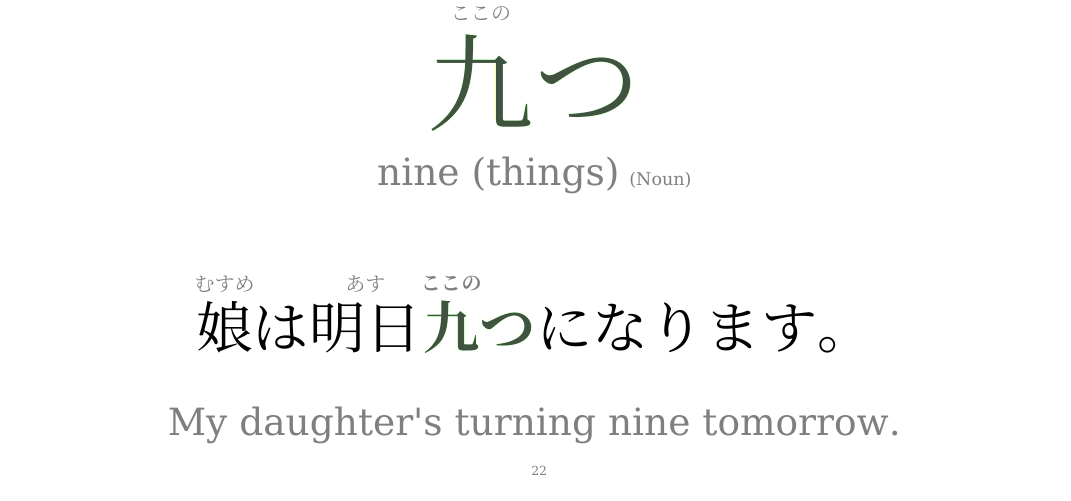 ここの
九つ
nine (things) (Noun)
むすめ あす ここの
娘は明日九つになります。
My daughter's turning nine tomorrow.
22